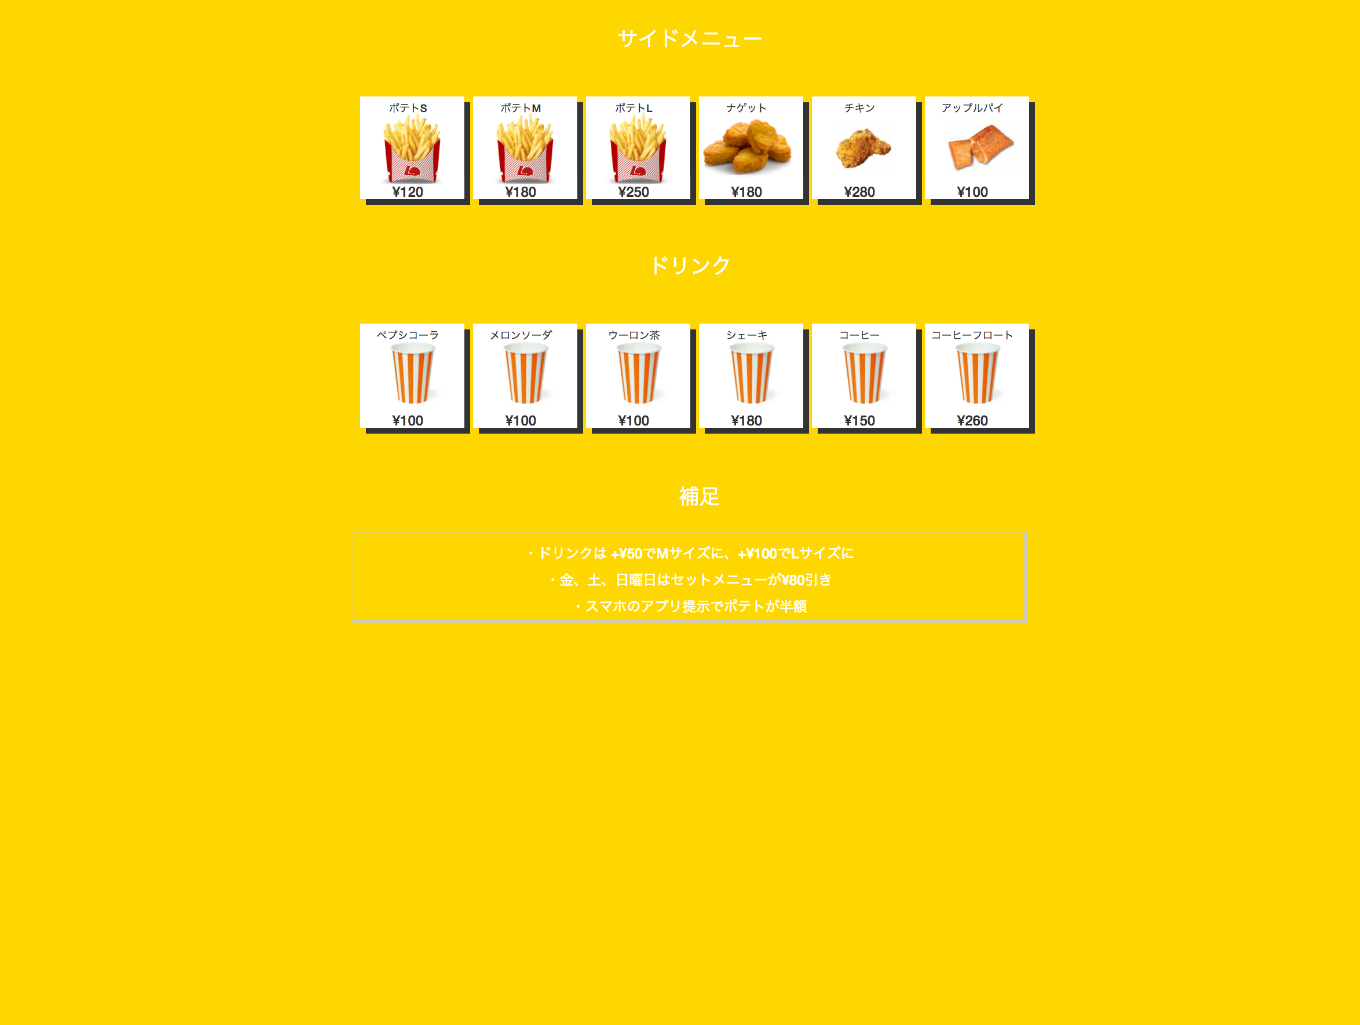 サイドメニュー
ポテトS
ポテトM
ポテトL
ナゲット
チキン
アップルパイ
¥120
¥180
¥250
¥180
¥280
¥100
ドリンク
ペプシコーラ
メロンソーダ
ウーロン茶
シェーキ
コーヒー
コーヒーフロート
¥100
¥100
¥100
¥180
¥150
¥260
補足
・ドリンクは +¥50でMサイズに、+¥100でLサイズに
・金、土、日曜日はセットメニューが¥80引き
・スマホのアプリ提示でポテトが半額